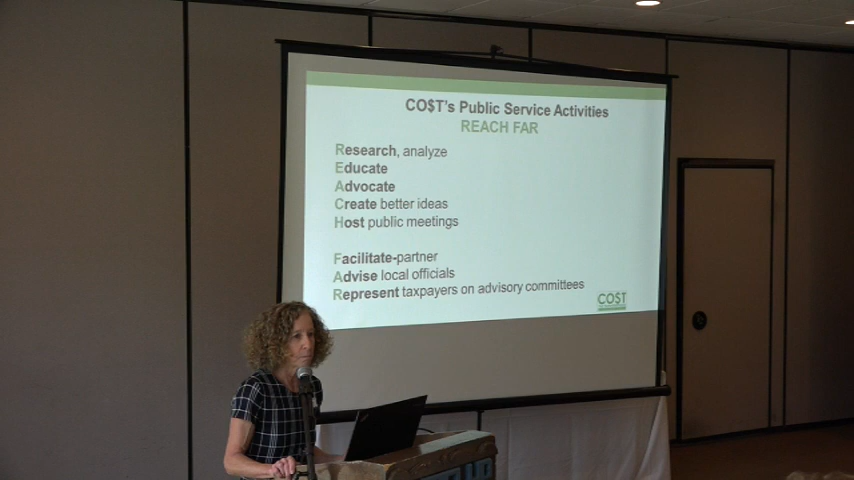 CO$T's Public Service Activities
REACH FAR
Research, analyze
Educate
Advocate
Create better ideas
Host public meetings
Facilitate-partner
Advise local officials
Represent taxpayers on advisory committees
CO$T